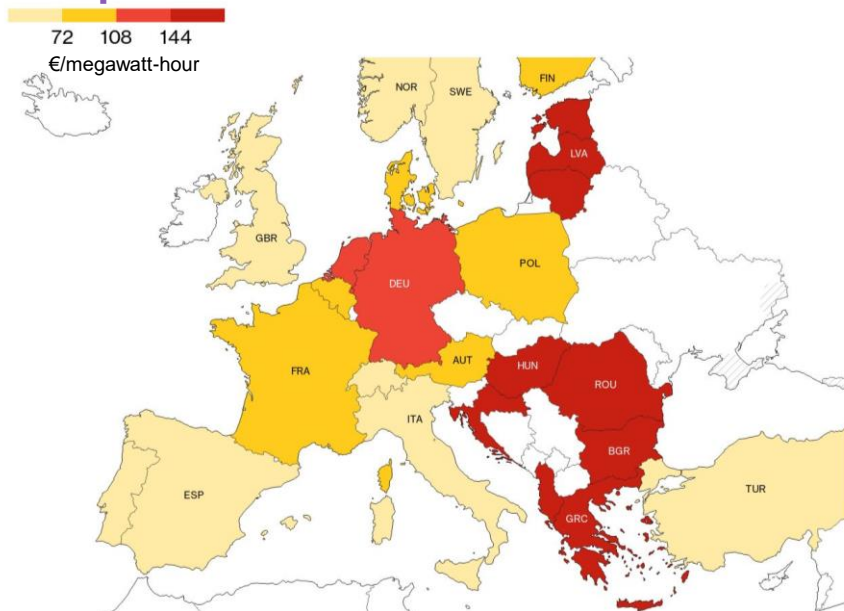 72 108 144
€/megawatt-hour
NOR SWE FIN
LVA
GBR
DEU POL
FRA AUT HUN ROU
ITA
BGR
ESP TUR
GRC